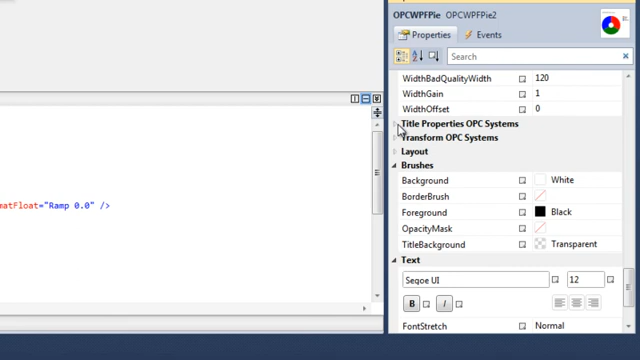 OPCWPFPie OPCWPFPie2
Properties Events
Search
WidthBadQualityWidth 120
WidthGain 1
WidthOffset 0
Title Properties OPC Systems
Transform OPC Systems
Layout
Brushes
Background White
BorderBrush
matFloat="Ramp 0.0" />
Foreground Black
OpacityMask
TitleBackground Transparent
Text
Segoe UI 12
B I
FontStretch Normal